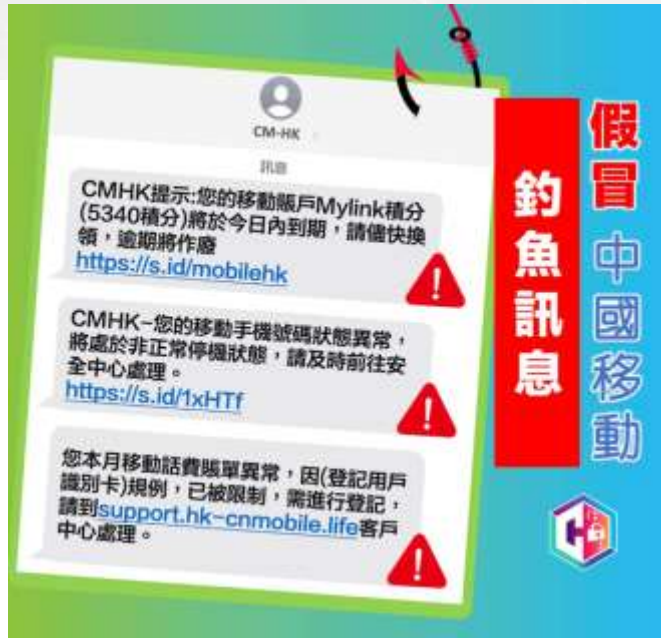 CM-HK
訊息
CMHK提示:您的移動賬戶Mylink積分
(5340積分)將於今日內到期，請儘快換
領，逾期將作廢
https://s.id/mobilehk
CMHK-您的移動手機號碼狀態異常，
將處於非正常停機狀態，請及時前往安
全中心處理。
https://s.id/1xHTf
您本月移動話費賬單異常，因(登記用戶
識別卡)規例，已被限制，需進行登記，
請到support.hk-cnmobile.life客戶
中心處理。
假冒中國移動
釣魚訊息